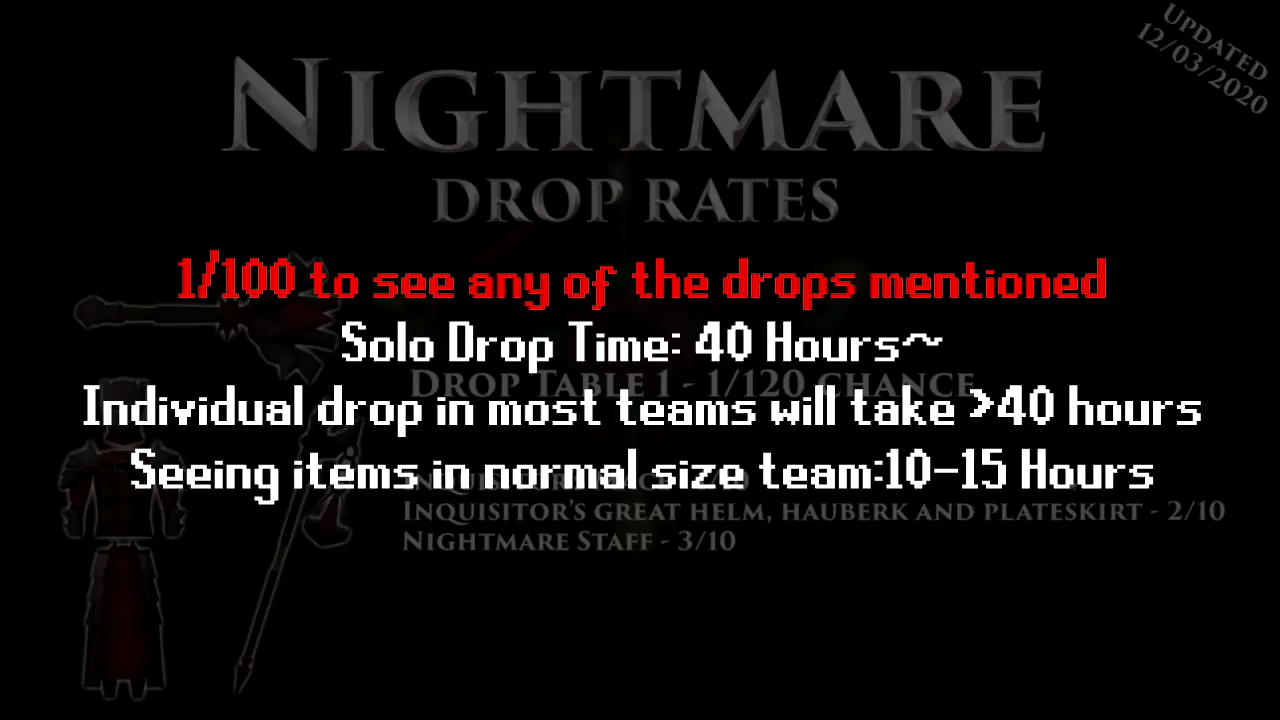 UPDATED
12/03/2020
NIGHTMARE
DROP RATES
1/100 to see any of the drops mentioned
Solo Drop Time: 40 Hours~
DROP TABLE 1 - 1/120 CHANCE
Individual drop in most teams will take >40 hours
Seeing items in normal size team:10-15 Hours
INQUISITOR'S GREAT HELM, HAUBERK AND PLATESKIRT - 2/10
NIGHTMARE STAFF - 3/10